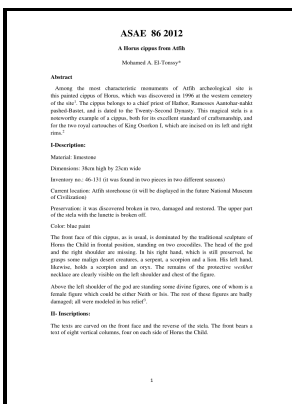 ASAE 86 2012
A Horus cippus from Atfih
Mohamed A. El-Tonssy*
Abstract
Among the most characteristic monuments of Atfih archaeological site is
this painted cippus of Horus, which was discovered in 1996 at the western cemetery
of the site¹. The cippus belongs to a chief priest of Hathor, Ramesses Aantohar-nakht
pashed-Bastet, and is dated to the Twenty-Second Dynasty. This magical stela is a
noteworthy example of a cippus, both for its excellent standard of craftsmanship, and
for the two royal cartouches of King Osorkon I, which are incised on its left and right
rims.²
I-Description:
Material: limestone
Dimensions: 38cm high by 23cm wide
Inventory no.: 46-131 (it was found in two pieces in two different seasons)
Current location: Atfih storehouse (it will be displayed in the future National Museum
of Civilization)
Preservation: it was discovered broken in two, damaged and restored. The upper part
of the stela with the lunette is broken off.
Color: blue paint
The front face of this cippus, as is usual, is dominated by the traditional sculpture of
Horus the Child in frontal position, standing on two crocodiles. The head of the god
and the right shoulder are missing. In his right hand, which is still preserved, he
grasps some malign desert creatures, a serpent, a scorpion and a lion. His left hand,
likewise, holds a scorpion and an oryx. The remains of the protective weskhet
necklace are clearly visible on the left shoulder and chest of the figure.
Above the left shoulder of the god are standing some divine figures, one of whom is a
female figure which could be either Neith or Isis. The rest of these figures are badly
damaged; all were modeled in bas relief³.
II- Inscriptions:
The texts are carved on the front face and the reverse of the stela. The front bears a
text of eight vertical columns, four on each side of Horus the Child.
1